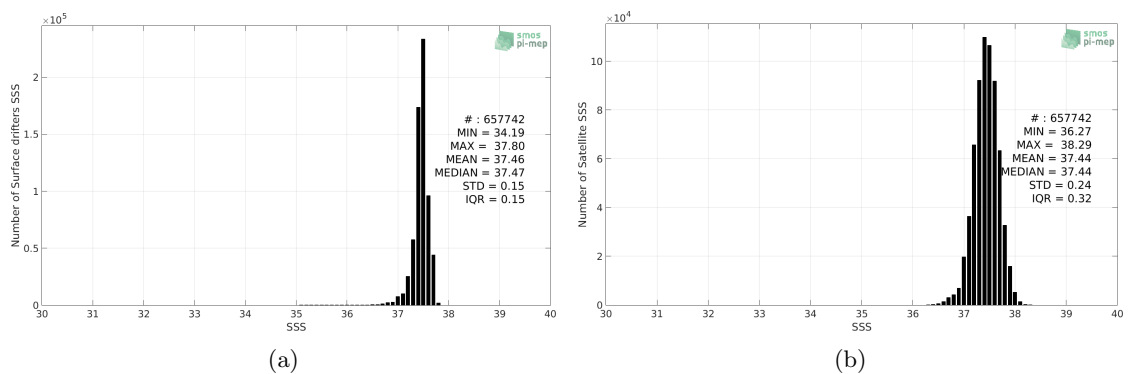 ×10⁵
smos
pi-mep
Number of Surface drifters SSS
2
1.5
1
0.5
0
# : 657742
MIN = 34.19
MAX = 37.80
MEAN = 37.46
MEDIAN = 37.47
STD = 0.15
IQR = 0.15
30 31 32 33 34 35 36 37 38 39 40
SSS
(a)
×10⁴
smos
pi-mep
Number of Satellite SSS
10
8
6
4
2
0
# : 657742
MIN = 36.27
MAX = 38.29
MEAN = 37.44
MEDIAN = 37.44
STD = 0.24
IQR = 0.32
30 31 32 33 34 35 36 37 38 39 40
SSS
(b)